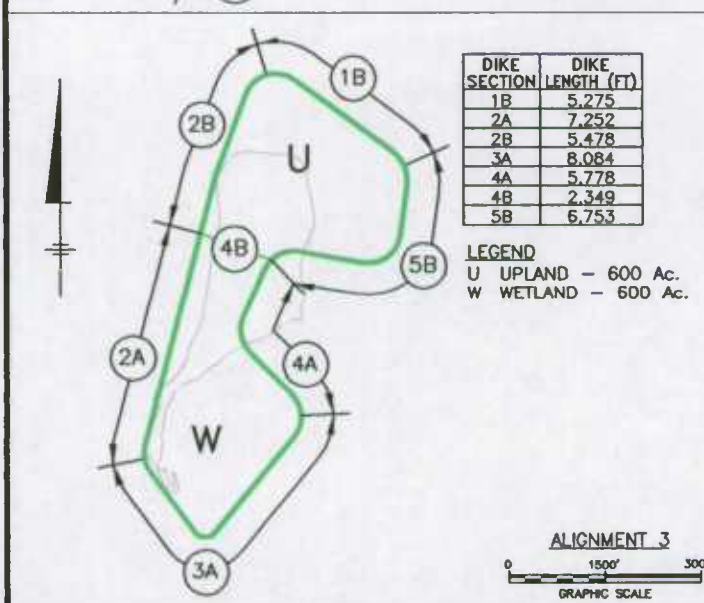 1B
2B
U
4B
5B
2A
4A
W
3A
DIKE SECTION DIKE LENGTH (FT)
1B 5,275
2A 7,252
2B 5,478
3A 8,084
4A 5,778
4B 2,349
5B 6,753
LEGEND
U UPLAND – 600 Ac.
W WETLAND – 600 Ac.
ALIGNMENT 3
0 1500' 300
GRAPHIC SCALE